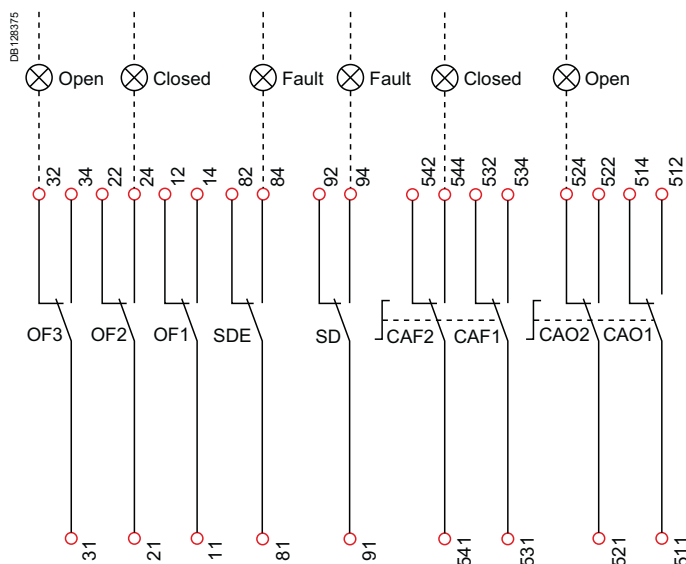 DB128375
Open Closed Fault Fault Closed Open
32 34 22 24 12 14 82 84 92 94 542 544 532 534 524 522 514 512
OF3 OF2 OF1 SDE SD CAF2 CAF1 CAO2 CAO1
31 21 11 81 91 541 531 521 511